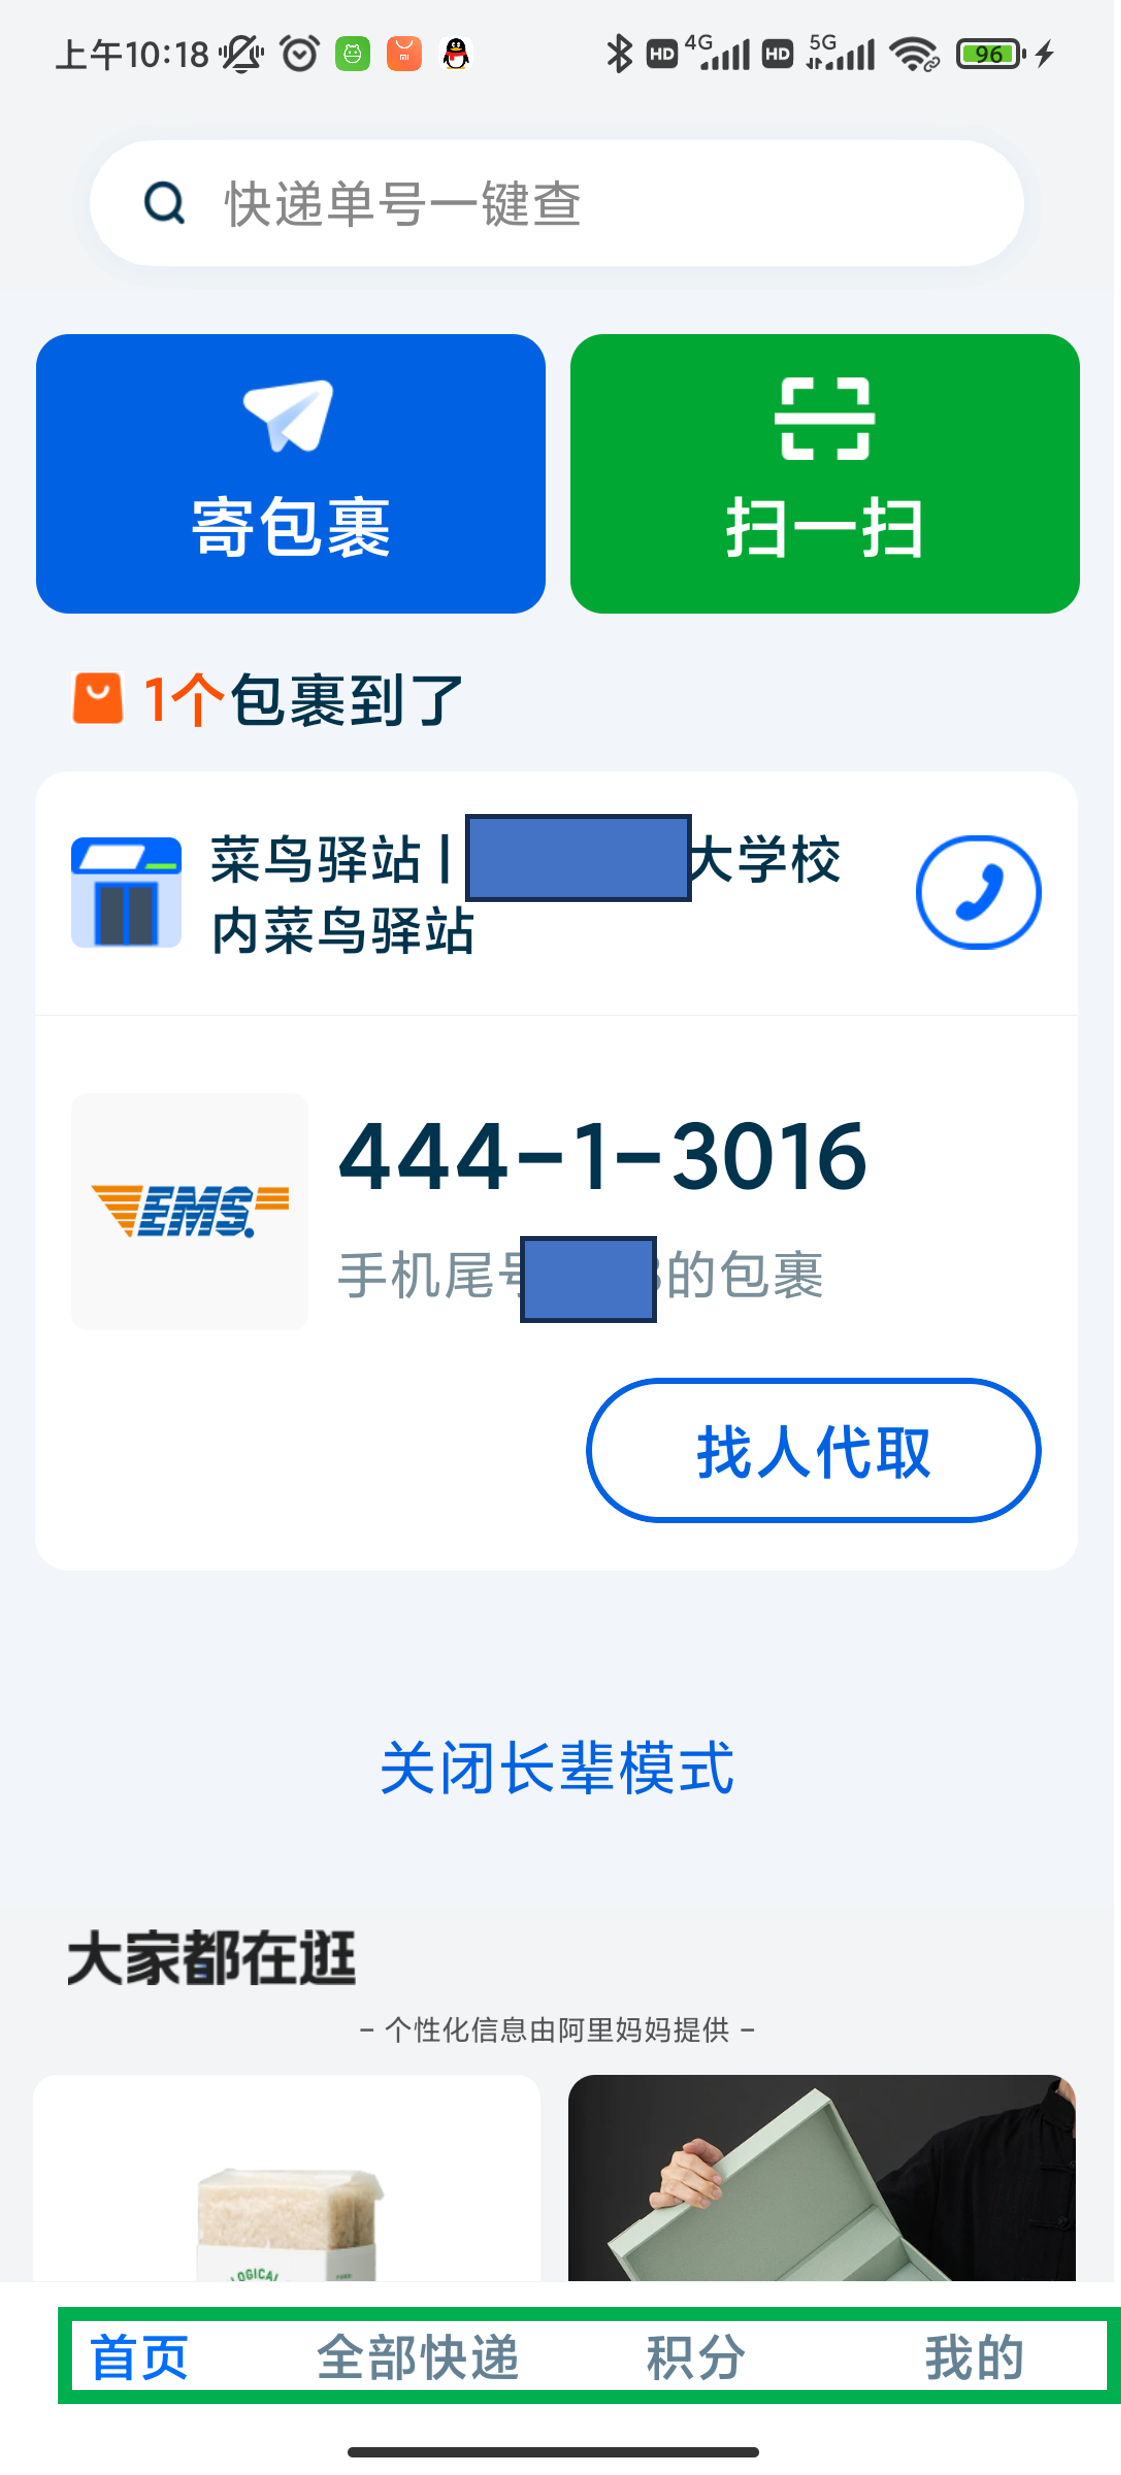 上午10:18
HD 4G HD 5G 96
快递单号一键查
寄包裹
扫一扫
1个包裹到了
菜鸟驿站 | 大学校
内菜鸟驿站
EMS
444-1-3016
手机尾号的包裹
找人代取
关闭长辈模式
大家都在逛
- 个性化信息由阿里妈妈提供 -
LOGICAL
首页 全部快递 积分 我的